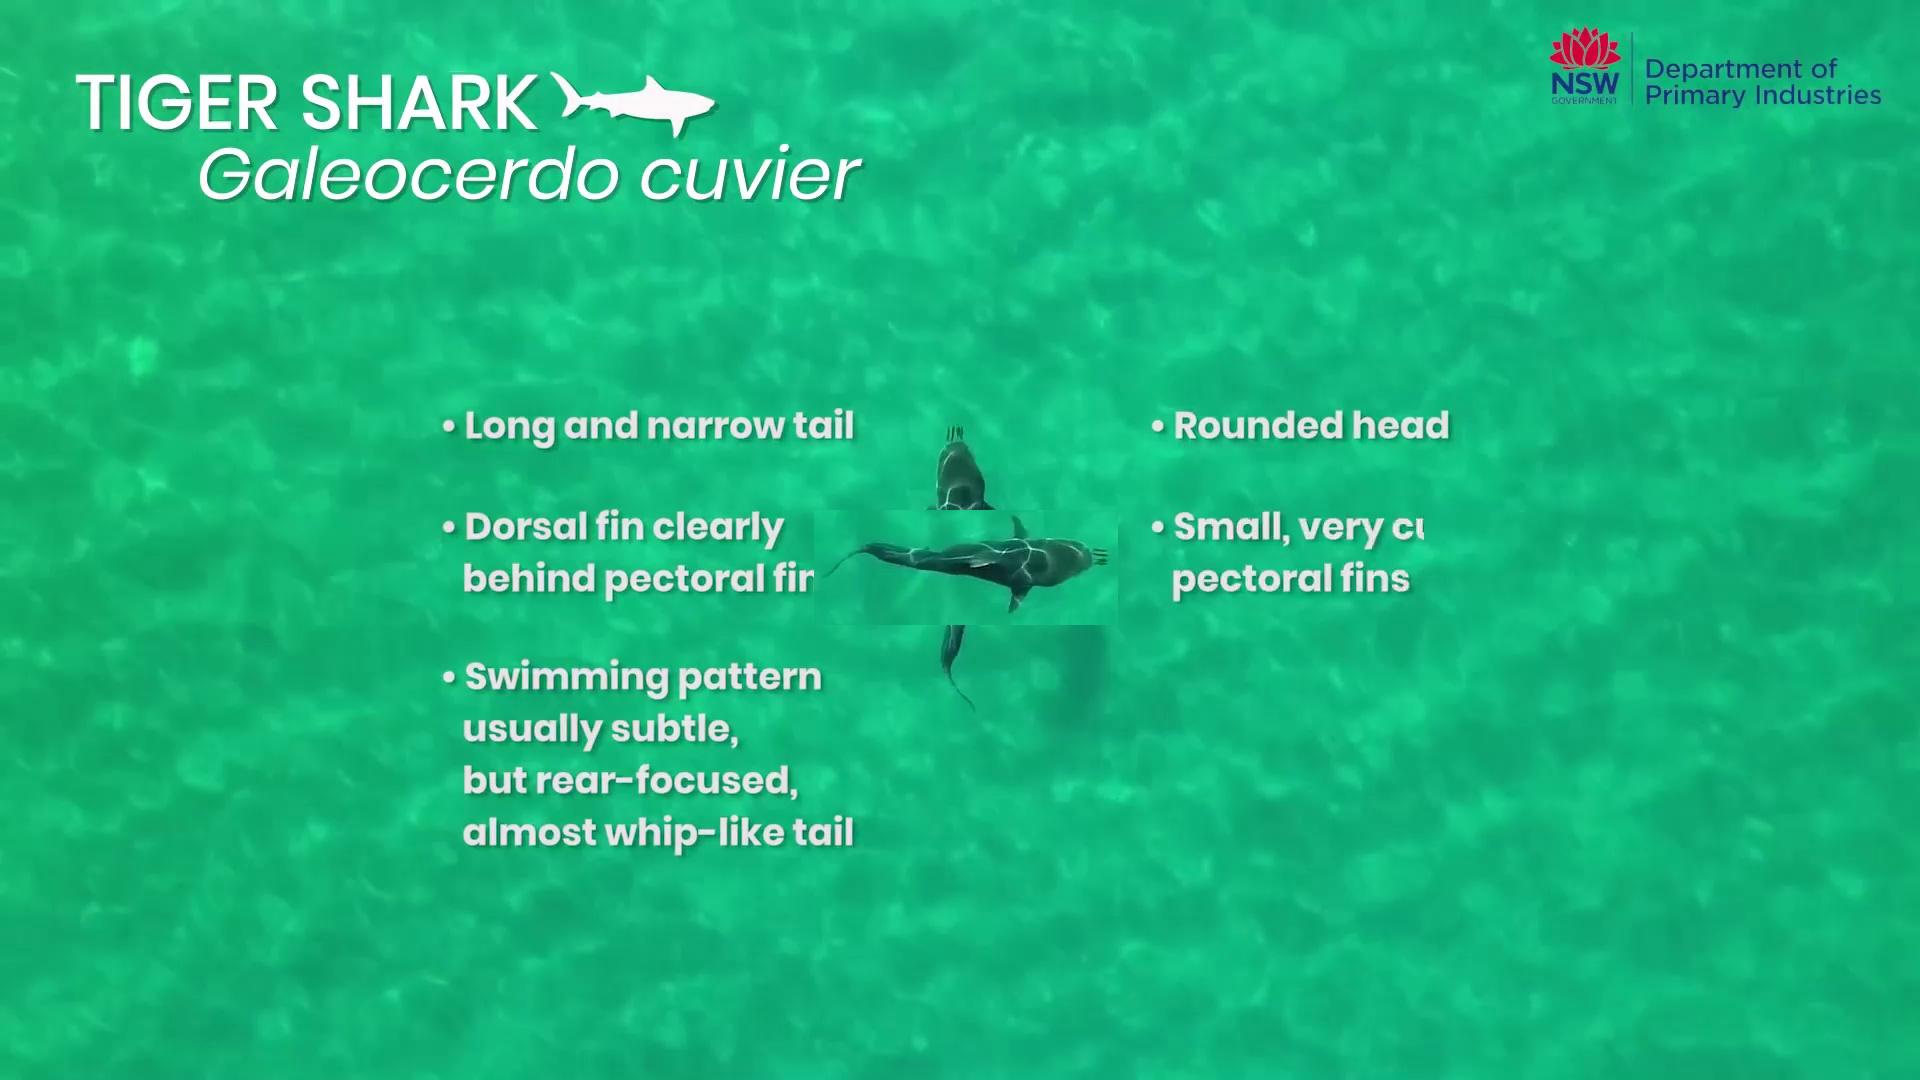 TIGER SHARK
Galeocerdo cuvier
NSW
GOVERNMENT
Department of
Primary Industries
• Long and narrow tail
• Dorsal fin clearly
behind pectoral fin
• Swimming pattern
usually subtle,
but rear-focused,
almost whip-like tail
• Rounded head
• Small, very
pectoral fins